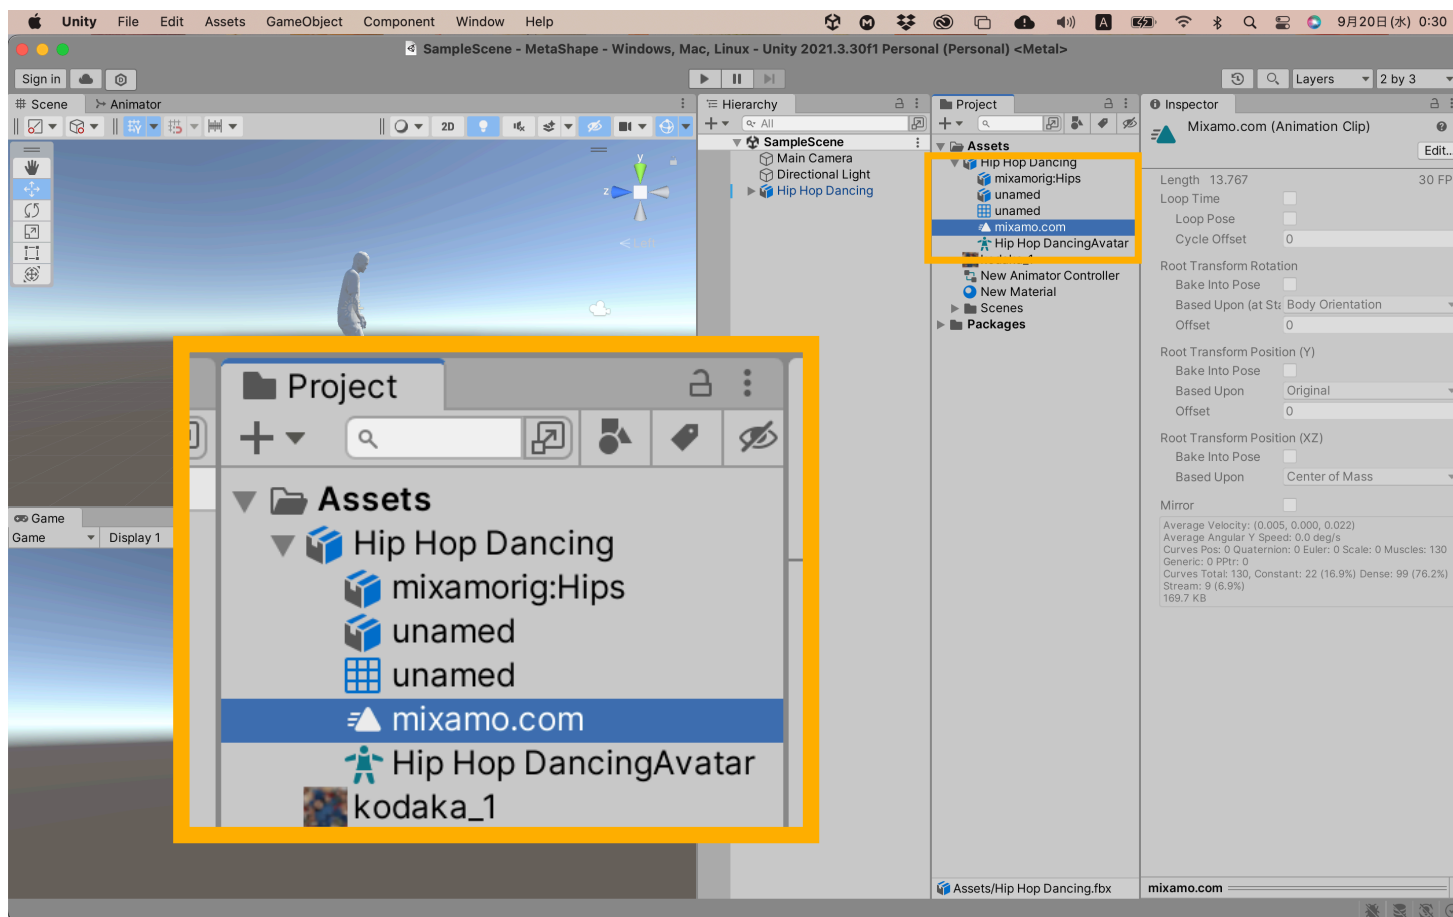 Unity File Edit Assets GameObject Component Window Help
A
9月20日(水) 0:30
SampleScene - MetaShape - Windows, Mac, Linux - Unity 2021.3.30f1 Personal (Personal) <Metal>
Sign in
Layers
2 by 3
Scene
Animator
2D
y
z
Left
Game
Game
Display 1
Hierarchy
All
SampleScene
Main Camera
Directional Light
Hip Hop Dancing
Project
Assets
Hip Hop Dancing
mixamorig:Hips
unamed
unamed
mixamo.com
Hip Hop DancingAvatar
kodaka_1
New Animator Controller
New Material
Scenes
Packages
Assets/Hip Hop Dancing.fbx
Project
Assets
Hip Hop Dancing
mixamorig:Hips
unamed
unamed
mixamo.com
Hip Hop DancingAvatar
kodaka_1
Inspector
Mixamo.com (Animation Clip)
Edit...
Length 13.767 30 FP
Loop Time
Loop Pose
Cycle Offset 0
Root Transform Rotation
Bake Into Pose
Based Upon (at Sta Body Orientation
Offset 0
Root Transform Position (Y)
Bake Into Pose
Based Upon Original
Offset 0
Root Transform Position (XZ)
Bake Into Pose
Based Upon Center of Mass
Mirror
Average Velocity: (0.005, 0.000, 0.022)
Average Angular Y Speed: 0.0 deg/s
Curves Pos: 0 Quaternion: 0 Euler: 0 Scale: 0 Muscles: 130
Generic: 0 PPtr: 0
Curves Total: 130, Constant: 22 (16.9%) Dense: 99 (76.2%)
Stream: 9 (6.9%)
169.7 KB
mixamo.com